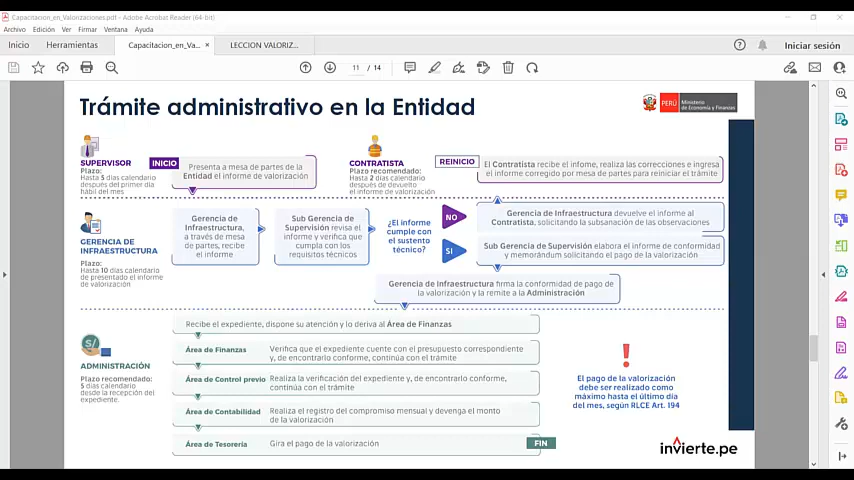 Capacitacion_en_Valorizaciones.pdf - Adobe Acrobat Reader (64-bit)
Archivo Edición Ver Firmar Ventana Ayuda
Inicio Herramientas Capacitacion_en_Va... × LECCION VALORIZ... Iniciar sesión
11 / 14
Trámite administrativo en la Entidad
PERÚ Ministerio
de Economía y Finanzas
SUPERVISOR
Plazo:
Hasta 5 días calendario
después del primer día
hábil del mes
INICIO
Presenta a mesa de partes de la
Entidad el informe de valorización
CONTRATISTA
Plazo recomendado:
Hasta 2 días calendario
después de devuelto
el informe de valorización
REINICIO
El Contratista recibe el infome, realiza las correcciones e ingresa
el informe corregido por mesa de partes para reiniciar el trámite
GERENCIA DE
INFRAESTRUCTURA
Plazo:
Hasta 10 días calendario
de presentado el informe
de valorización
Gerencia de
Infraestructura,
a través de mesa
de partes, recibe
el informe
Sub Gerencia de
Supervisión revisa el
informe y verifica que
cumpla con los
requisitos técnicos
¿El informe
cumple con
el sustento
técnico?
NO
Gerencia de Infraestructura devuelve el informe al
Contratista, solicitando la subsanación de las observaciones
SI
Sub Gerencia de Supervisión elabora el informe de conformidad
y memorándum solicitando el pago de la valorización
Gerencia de Infraestructura firma la conformidad de pago de
la valorización y la remite a la Administración
ADMINISTRACIÓN
Plazo recomendado:
5 días calendario
desde la recepción del
expediente.
Recibe el expediente, dispone su atención y lo deriva al Área de Finanzas
Área de Finanzas
Verifica que el expediente cuente con el presupuesto correspondiente
y, de encontrarlo conforme, continúa con el trámite
Área de Control previo
Realiza la verificación del expediente y, de encontrarlo conforme,
continúa con el trámite
Área de Contabilidad
Realiza el registro del compromiso mensual y devenga el monto
de la valorización
Área de Tesorería
Gira el pago de la valorización
FIN
El pago de la valorización
debe ser realizado como
máximo hasta el último día
del mes, según RLCE Art. 194
invierte.pe
S/